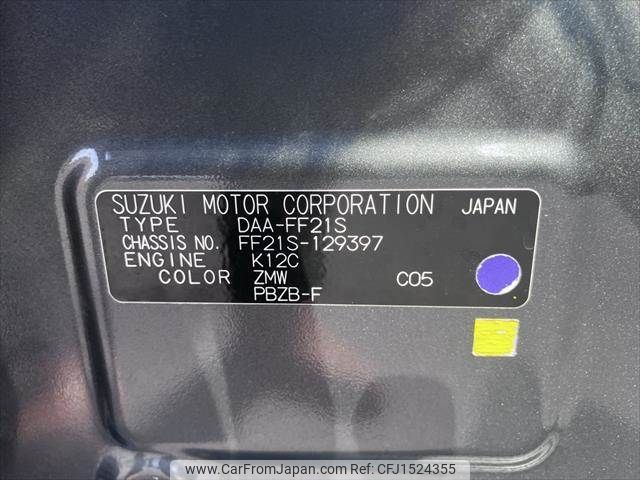 SUZUKI MOTOR CORPORATION JAPAN
TYPE DAA-FF21S
CHASSIS NO. FF21S-129397
ENGINE K12C
COLOR ZMW C05
PBZB-F
www.CarFromJapan.com - Ref: CFJ1524355